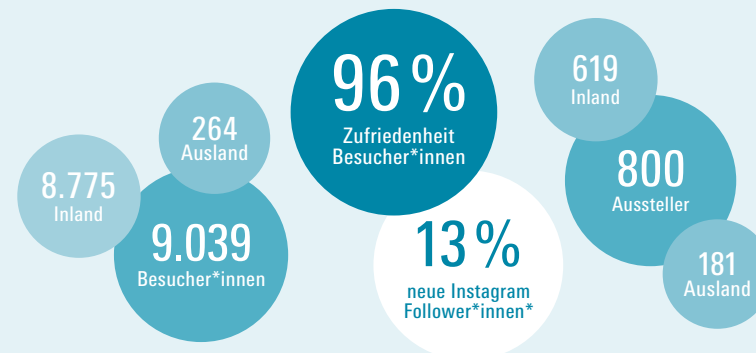 96 %
Zufriedenheit
Besucher*innen
619
Inland
264
Ausland
800
Aussteller
8.775
Inland
9.039
Besucher*innen
13 %
neue Instagram
Follower*innen*
181
Ausland